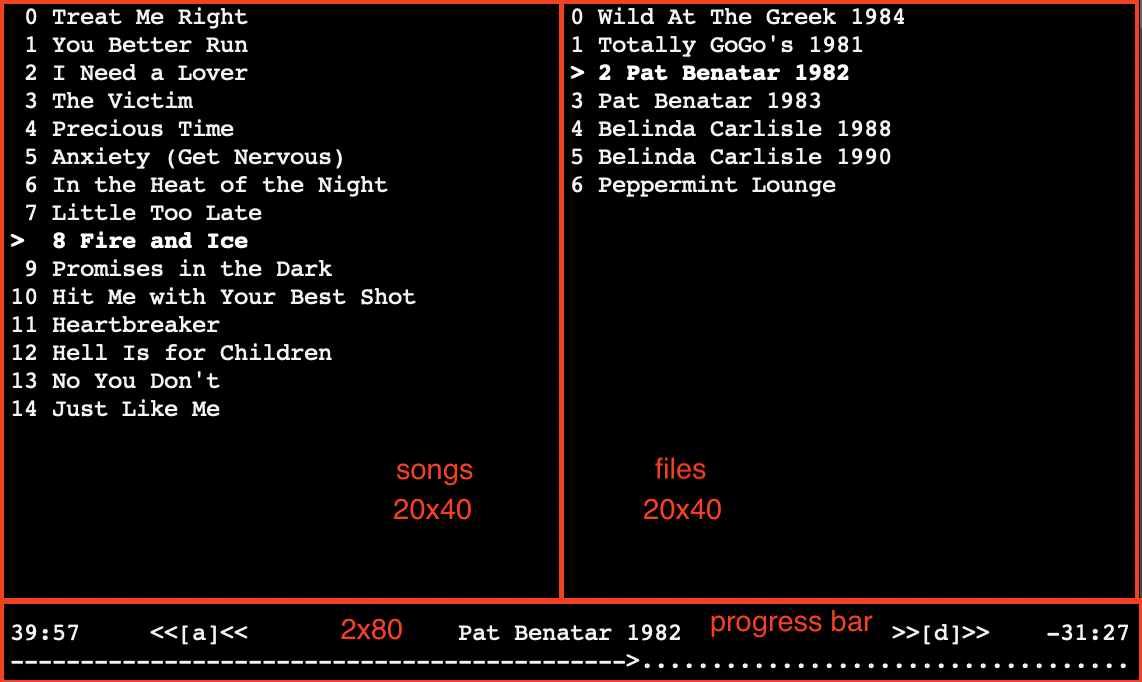 0 Treat Me Right
1 You Better Run
2 I Need a Lover
3 The Victim
4 Precious Time
5 Anxiety (Get Nervous)
6 In the Heat of the Night
7 Little Too Late
> 8 Fire and Ice
9 Promises in the Dark
10 Hit Me with Your Best Shot
11 Heartbreaker
12 Hell Is for Children
13 No You Don't
14 Just Like Me
songs
20x40
0 Wild At The Greek 1984
1 Totally GoGo's 1981
> 2 Pat Benatar 1982
3 Pat Benatar 1983
4 Belinda Carlisle 1988
5 Belinda Carlisle 1990
6 Peppermint Lounge
files
20x40
39:57 <<[a]<< 2x80 Pat Benatar 1982 progress bar >>[d]>> -31:27
-------------------------------------------->...................................